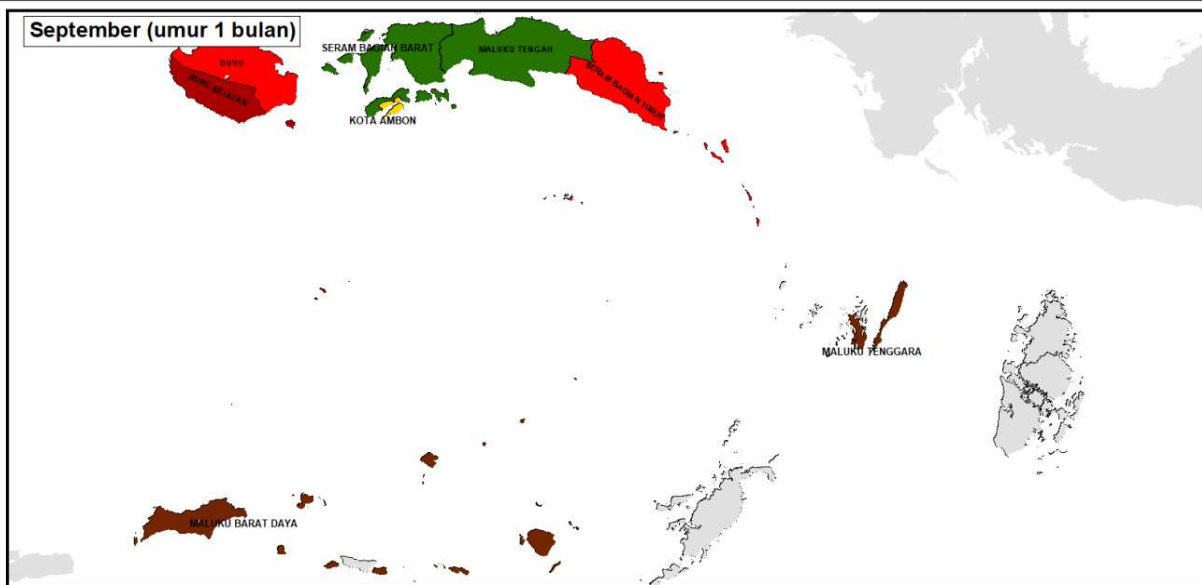 September (umur 1 bulan)
SERAM BAGIAN BARAT
MALUKU TENGAH
BURU
SERAM BAGIAN TIMUR
BURU SELATAN
KOTA AMBON
MALUKU TENGGARA
MALUKU BARAT DAYA